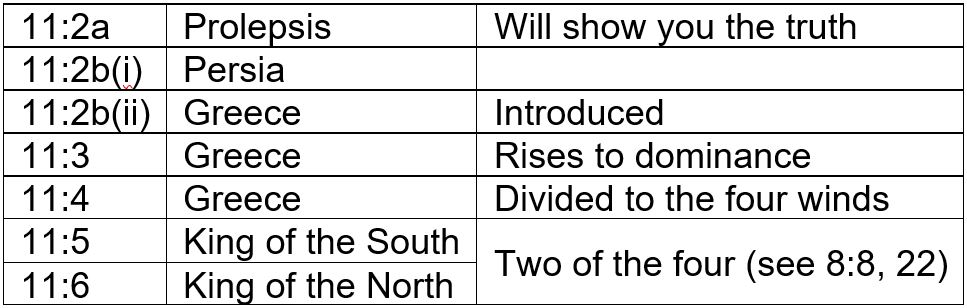 11:2a Prolepsis Will show you the truth
11:2b(i) Persia
11:2b(ii) Greece Introduced
11:3 Greece Rises to dominance
11:4 Greece Divided to the four winds
11:5 King of the South
Two of the four (see 8:8, 22)
11:6 King of the North